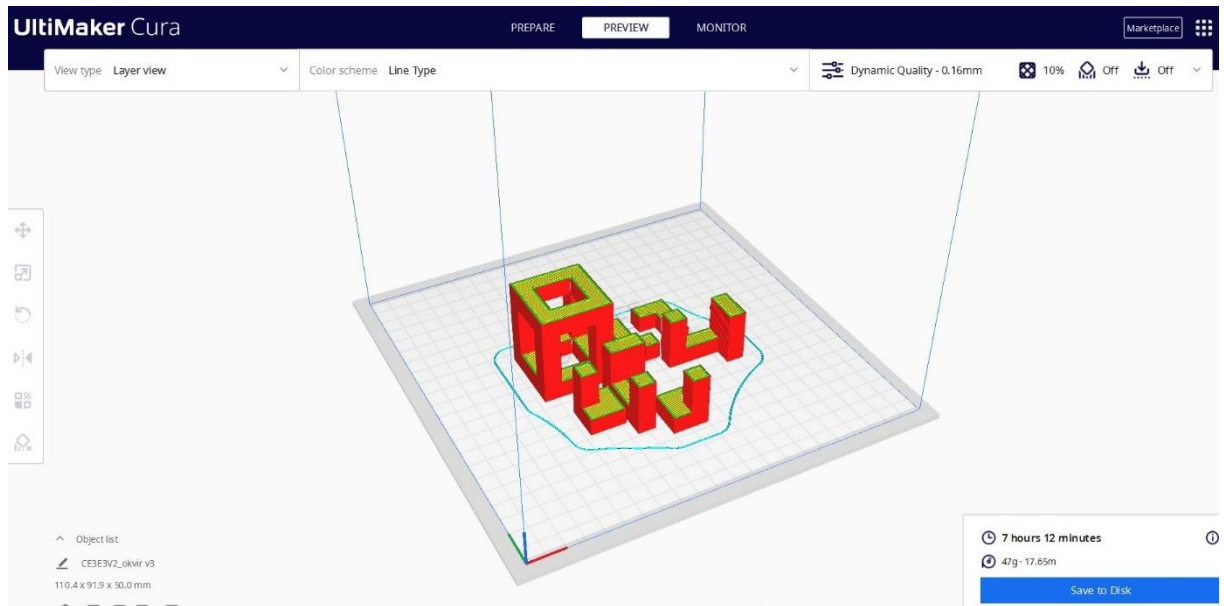 UltiMaker Cura
PREPARE PREVIEW MONITOR
Marketplace
View type Layer view
Color scheme Line Type
Dynamic Quality - 0.16mm 10% Off Off
Object list
CE3E3V2_okvir v3
110.4 x 91.9 x 50.0 mm
7 hours 12 minutes
47g · 17.65m
Save to Disk